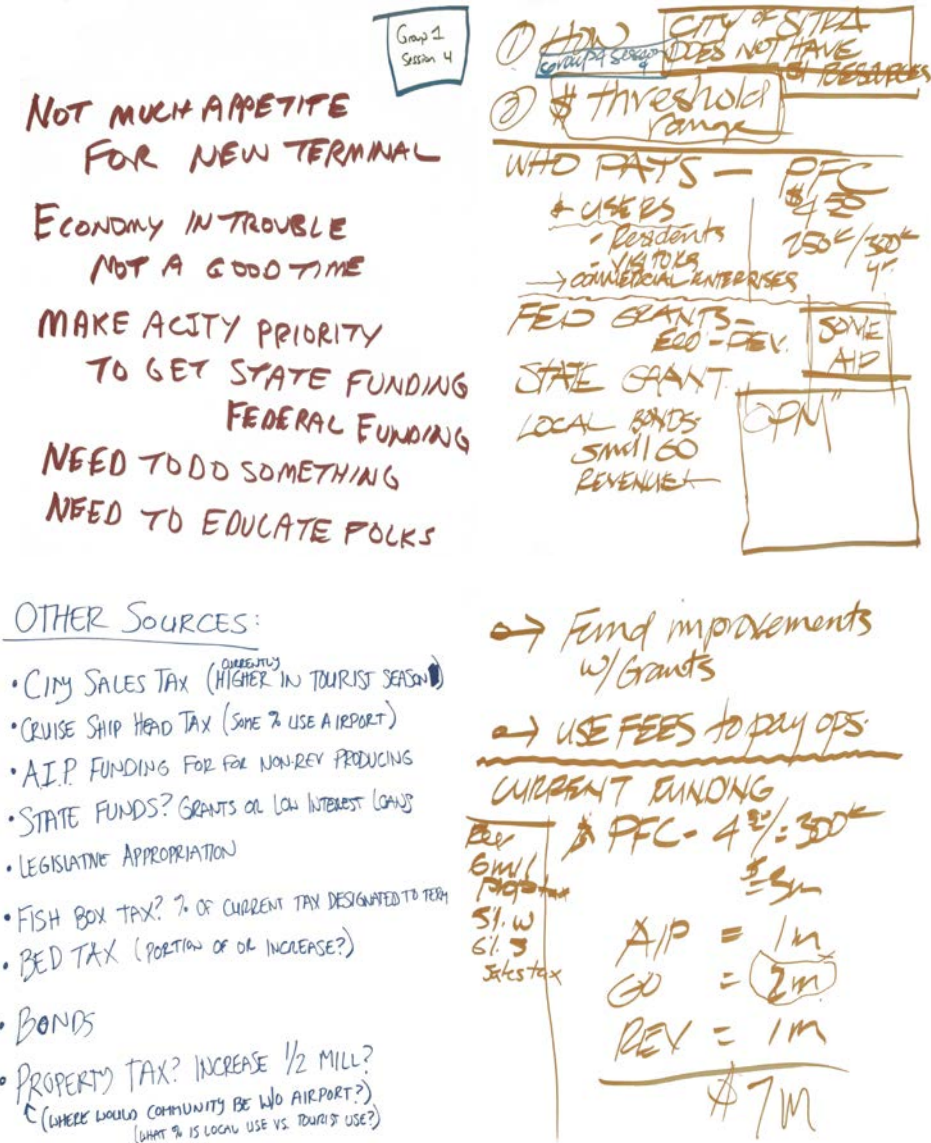 Group 1
Session 4
NOT MUCH APPETITE
FOR NEW TERMINAL
ECONOMY IN TROUBLE
NOT A GOOD TIME
MAKE A CITY PRIORITY
TO GET STATE FUNDING
FEDERAL FUNDING
NEED TO DO SOMETHING
NEED TO EDUCATE FOLKS
① HOW
CITY OF SITKA
DOES NOT HAVE
$ RESOURCES
② $ threshold
range
WHO PAYS — PFC
USERS
$4.50
- Residents
250K/300K
yr.
- VISITORS
→ COMMERCIAL ENTERPRISES
FED GRANTS -
ECO-DEV.
SOME
AIP
STATE GRANT
LOCAL BONDS
Small GO
REVENUE
"OPM"
OTHER SOURCES:
• CITY SALES TAX (CURRENTLY HIGHER IN TOURIST SEASON)
• CRUISE SHIP HEAD TAX (SOME % USE AIRPORT)
• A.I.P. FUNDING FOR FOR NON-REV PRODUCING
• STATE FUNDS? GRANTS OR LOW INTEREST LOANS
• LEGISLATIVE APPROPRIATION
• FISH BOX TAX? % OF CURRENT TAX DESIGNATED TO TERM
• BED TAX (PORTION OF OR INCREASE?)
• BONDS
• PROPERTY TAX? INCREASE 1/2 MILL?
(WHERE WOULD COMMUNITY BE W/O AIRPORT?)
(WHAT % IS LOCAL USE VS. TOURIST USE?)
→ Fund improvements
w/ Grants
→ USE FEES to pay ops.
CURRENT FUNDING
PFC - 4.50/=300K
$=3m
6 mil
prop tax
5% W
6% S
Sales tax
AIP = 1m
GO = 2m
REV = 1m
$7m